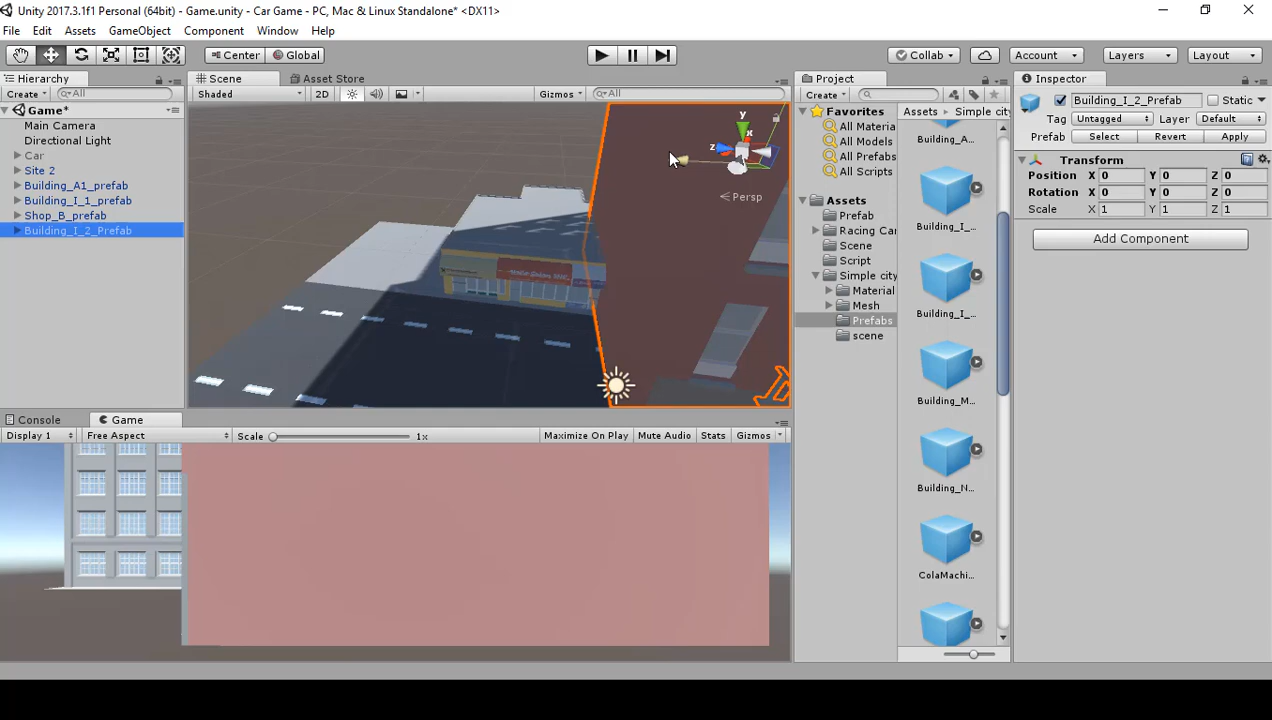 Unity 2017.3.1f1 Personal (64bit) - Game.unity - Car Game - PC, Mac & Linux Standalone* <DX11>
File Edit Assets GameObject Component Window Help
Center Global Collab Account Layers Layout
Hierarchy Scene Asset Store Project Inspector
Create All Shaded 2D Gizmos All Create Building_I_2_Prefab Static
Game* Favorites Assets Simple city Tag Untagged Layer Default
Main Camera All Materia Building_A... Prefab Select Revert Apply
Directional Light All Models
Car All Prefabs Transform
Site 2 All Scripts Position X 0 Y 0 Z 0
Building_A1_prefab Rotation X 0 Y 0 Z 0
Building_I_1_prefab Assets Scale X 1 Y 1 Z 1
Shop_B_prefab Prefab
Building_I_2_Prefab Racing Car Building_I_... Add Component
y
x
z
Persp
Scene
Script
Simple city
Material
Mesh Building_I_...
Prefabs
scene
Building_M...
Console Game
Display 1 Free Aspect Scale 1x Maximize On Play Mute Audio Stats Gizmos
Building_N...
ColaMachi...